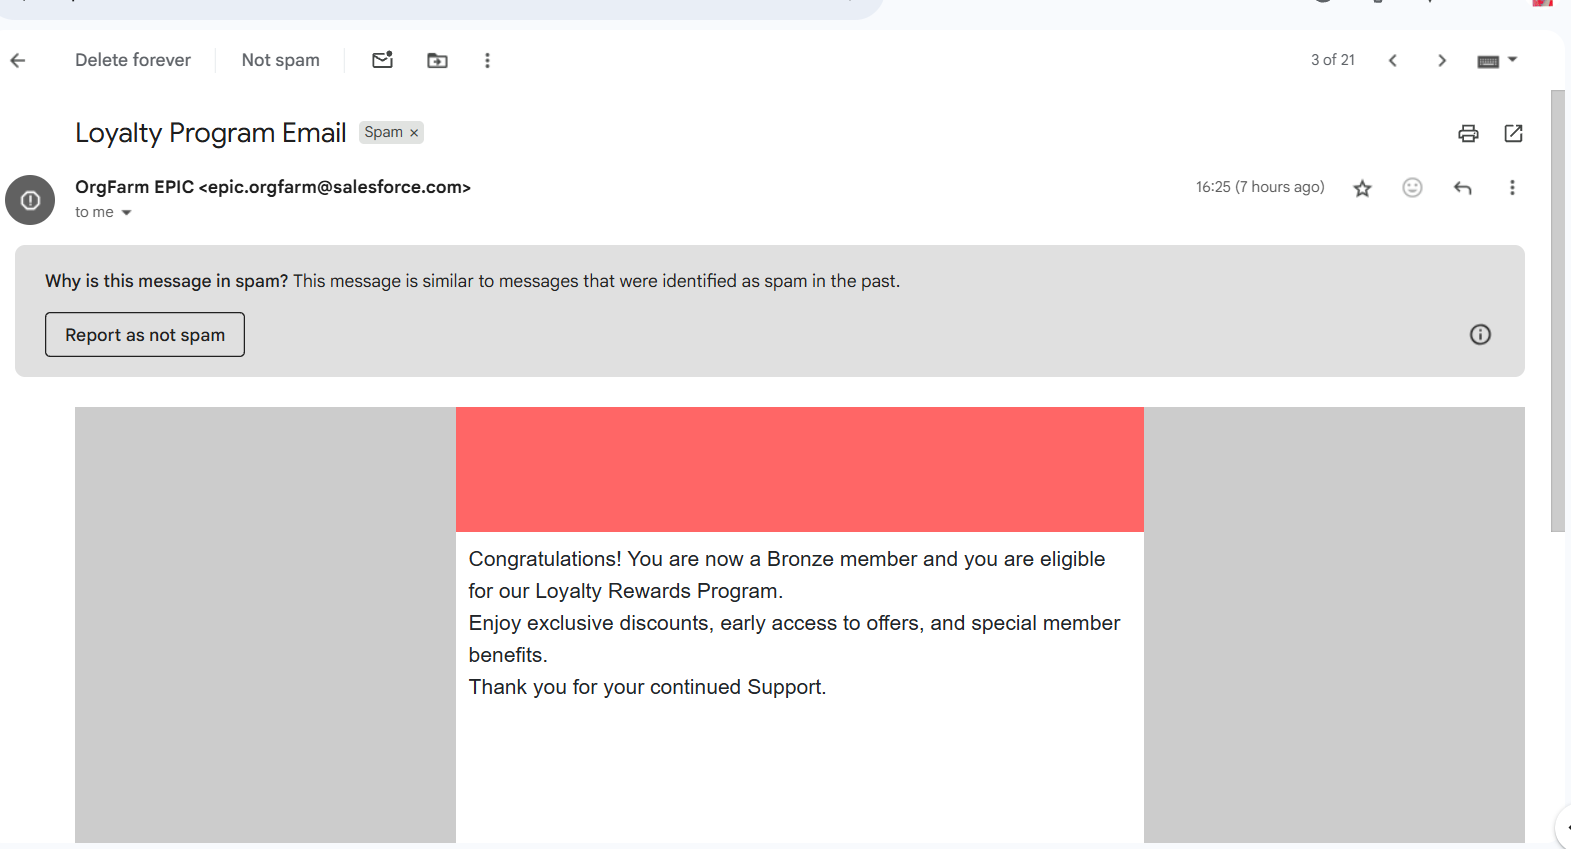 Delete forever
Not spam
3 of 21
Loyalty Program Email
Spam ×
OrgFarm EPIC <epic.orgfarm@salesforce.com>
16:25 (7 hours ago)
to me
Why is this message in spam? This message is similar to messages that were identified as spam in the past.
Report as not spam
Congratulations! You are now a Bronze member and you are eligible
for our Loyalty Rewards Program.
Enjoy exclusive discounts, early access to offers, and special member
benefits.
Thank you for your continued Support.